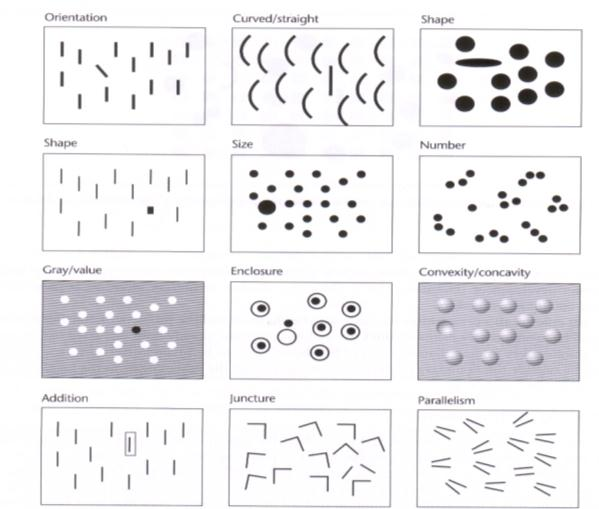 Orientation
Curved/straight
Shape
Shape
Size
Number
Gray/value
Enclosure
Convexity/concavity
Addition
Juncture
Parallelism